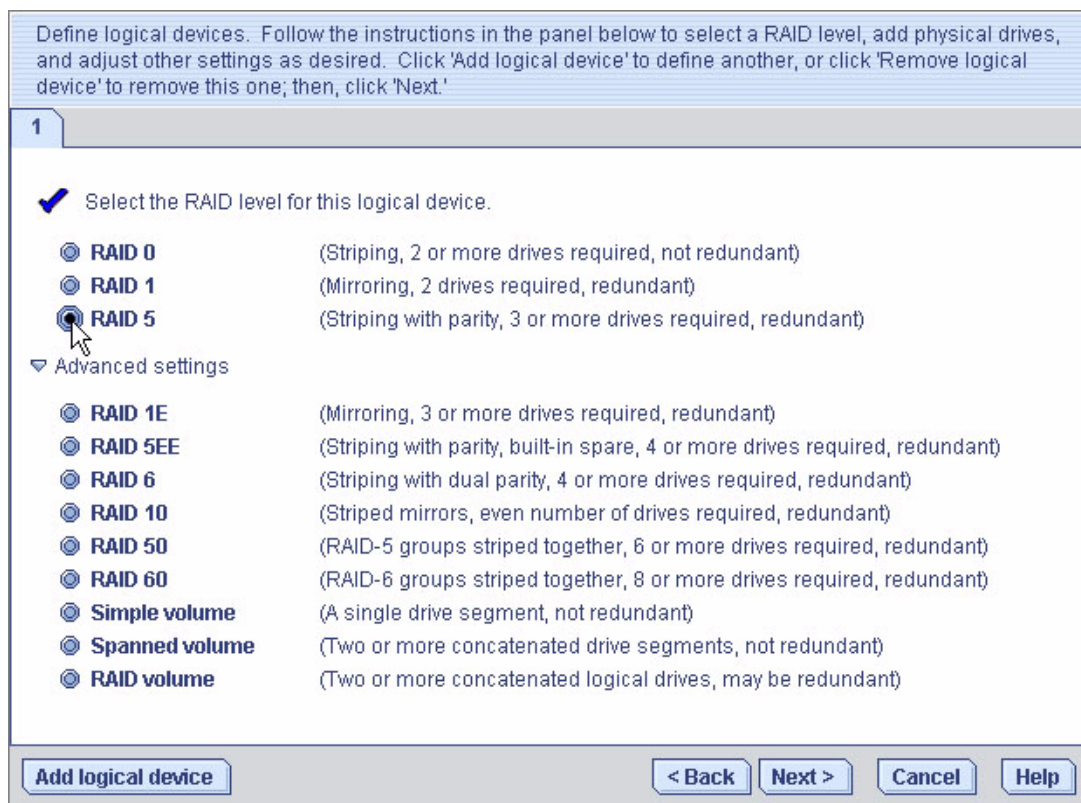 Define logical devices. Follow the instructions in the panel below to select a RAID level, add physical drives,
and adjust other settings as desired. Click 'Add logical device' to define another, or click 'Remove logical
device' to remove this one; then, click 'Next.'
1
Select the RAID level for this logical device.
RAID 0 (Striping, 2 or more drives required, not redundant)
RAID 1 (Mirroring, 2 drives required, redundant)
RAID 5 (Striping with parity, 3 or more drives required, redundant)
Advanced settings
RAID 1E (Mirroring, 3 or more drives required, redundant)
RAID 5EE (Striping with parity, built-in spare, 4 or more drives required, redundant)
RAID 6 (Striping with dual parity, 4 or more drives required, redundant)
RAID 10 (Striped mirrors, even number of drives required, redundant)
RAID 50 (RAID-5 groups striped together, 6 or more drives required, redundant)
RAID 60 (RAID-6 groups striped together, 8 or more drives required, redundant)
Simple volume (A single drive segment, not redundant)
Spanned volume (Two or more concatenated drive segments, not redundant)
RAID volume (Two or more concatenated logical drives, may be redundant)
Add logical device < Back Next > Cancel Help